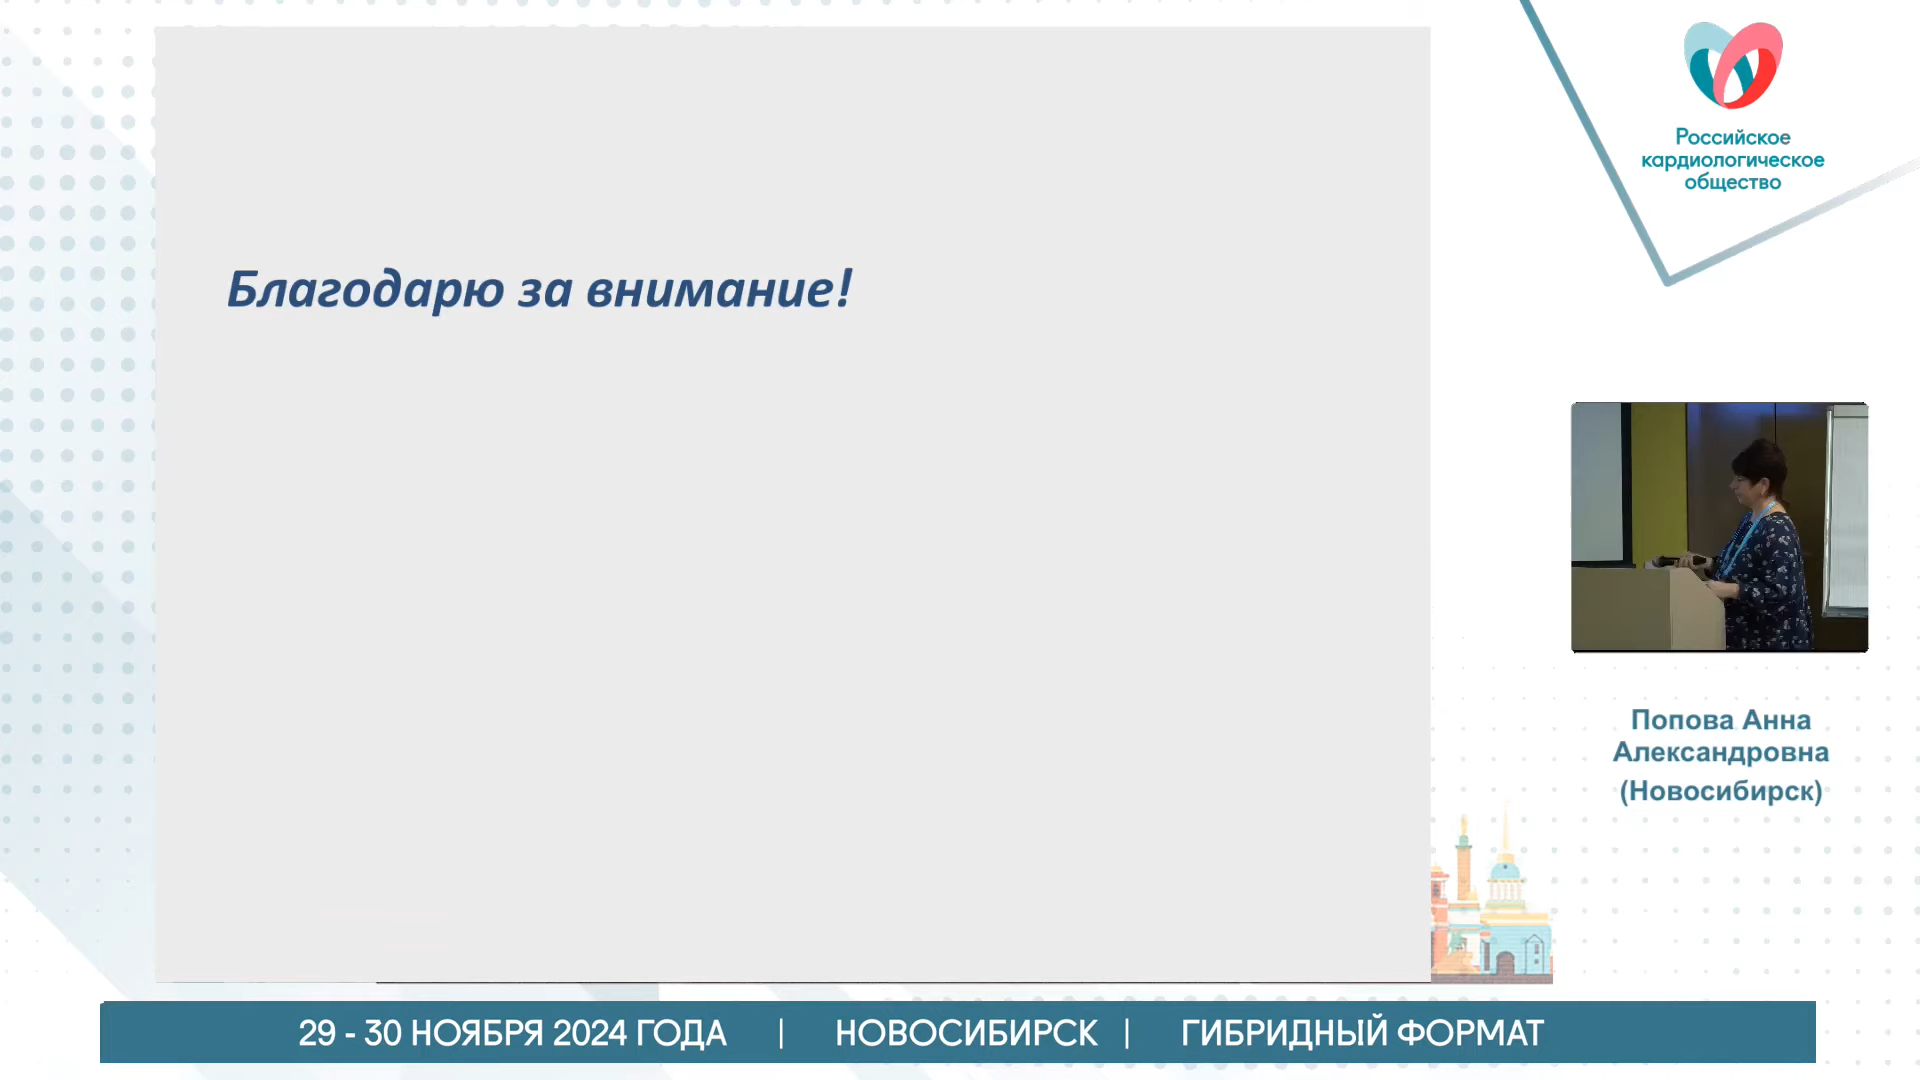 Благодарю за внимание!
Российское
кардиологическое
общество
Попова Анна
Александровна
(Новосибирск)
29 - 30 НОЯБРЯ 2024 ГОДА | НОВОСИБИРСК | ГИБРИДНЫЙ ФОРМАТ